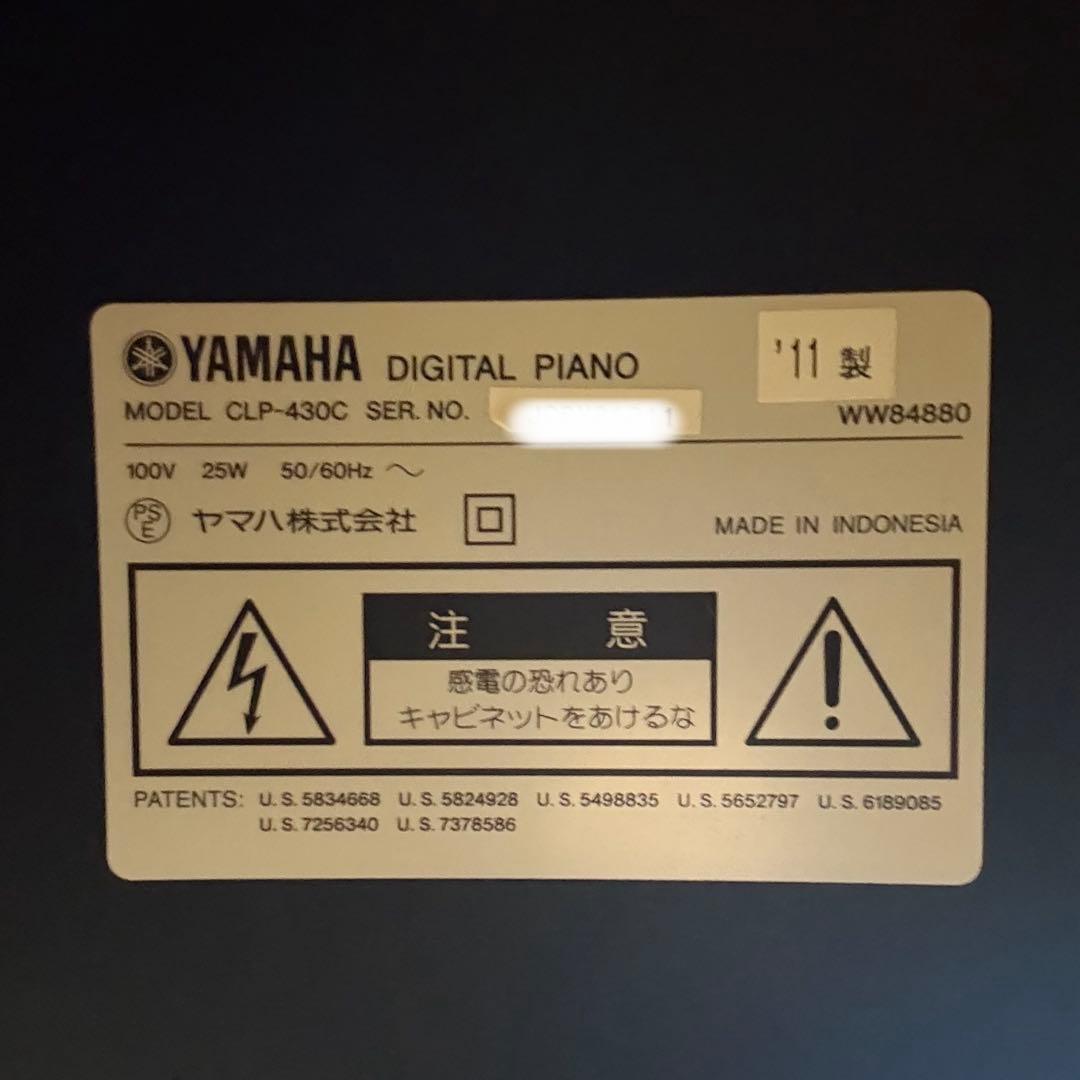 YAMAHA DIGITAL PIANO
'11 製
MODEL CLP-430C SER. NO.
WW84880
100V 25W 50/60Hz ～
PSE ヤマハ株式会社
MADE IN INDONESIA
注意
感電の恐れあり
キャビネットをあけるな
PATENTS: U.S.5834668 U.S.5824928 U.S.5498835 U.S.5652797 U.S.6189085
U.S.7256340 U.S.7378586